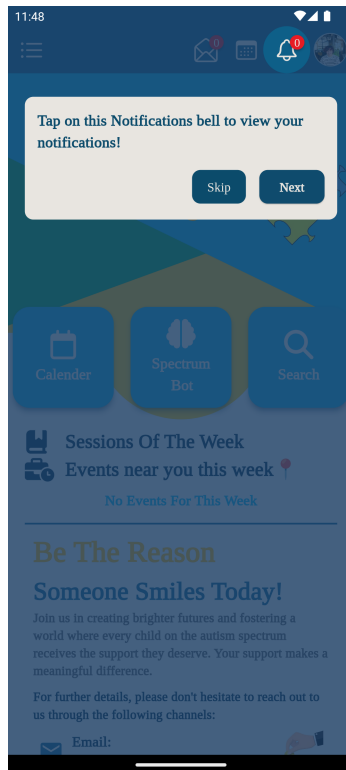 11:48
0
0
Tap on this Notifications bell to view your
notifications!
Skip
Next
Calender
Spectrum
Bot
Search
Sessions Of The Week
Events near you this week📍
No Events For This Week
Be The Reason
Someone Smiles Today!
Join us in creating brighter futures and fostering a
world where every child on the autism spectrum
receives the support they deserve. Your support makes a
meaningful difference.
For further details, please don't hesitate to reach out to
us through the following channels:
Email: